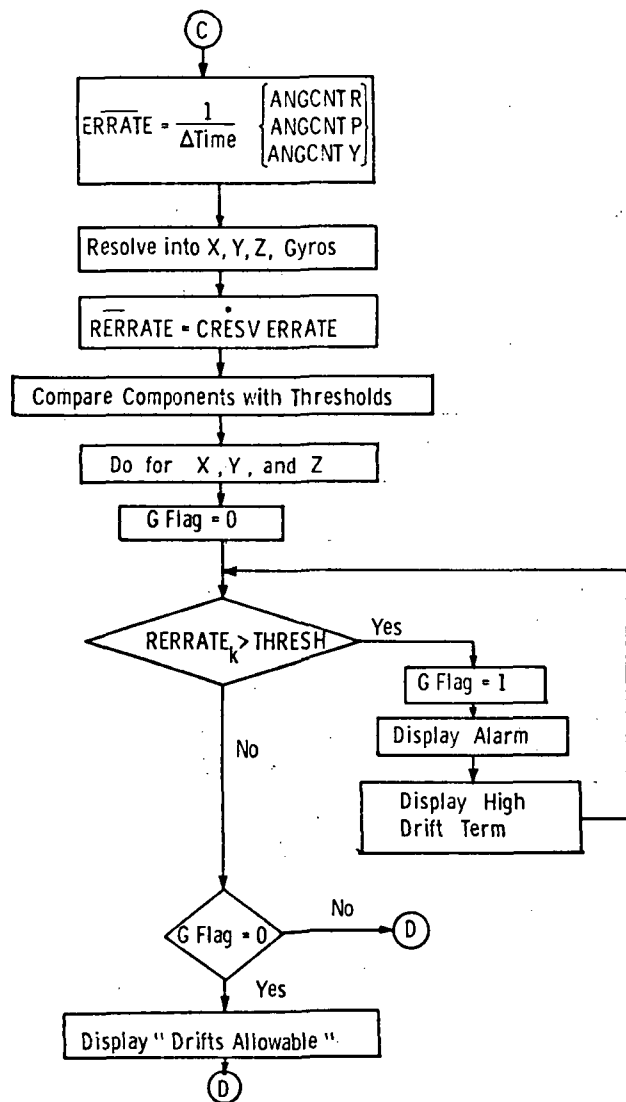 C
ERRATE = 1 / ΔTime {ANGCNT R
ANGCNT P
ANGCNT Y}
Resolve into X, Y, Z, Gyros
RERRATE = CRESV ERRATE
Compare Components with Thresholds
Do for X, Y, and Z
G Flag = 0
RERRATE k > THRESH
Yes
G Flag = 1
Display Alarm
Display High
Drift Term
No
G Flag = 0
No
D
Yes
Display " Drifts Allowable "
D